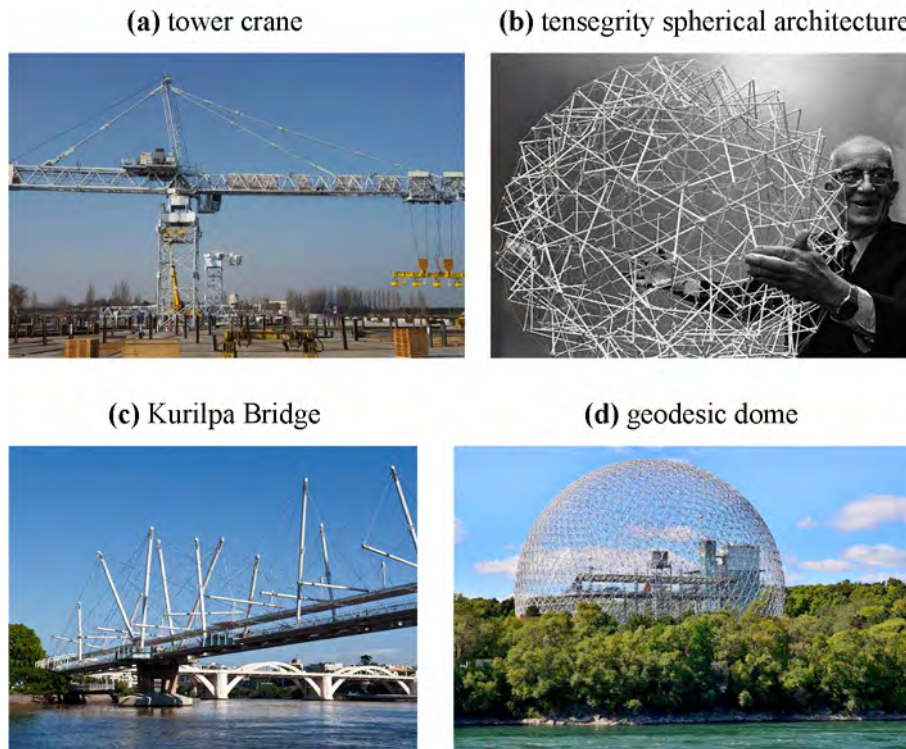 (a) tower crane
(b) tensegrity spherical architecture
(c) Kurilpa Bridge
(d) geodesic dome